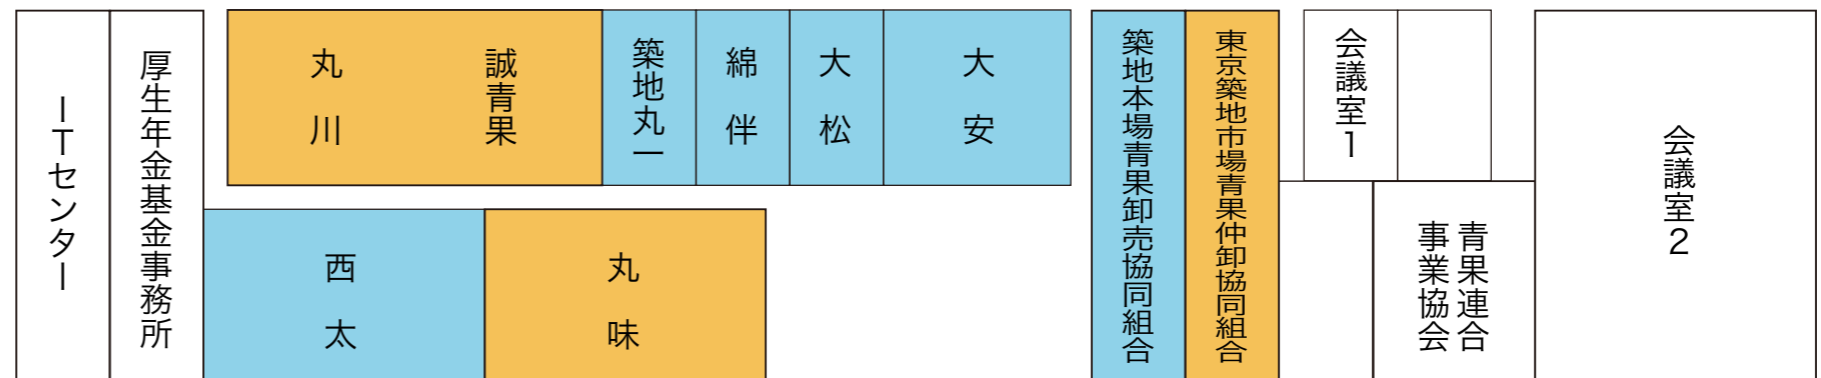 ITセンター
厚生年金基金事務所
丸川
誠青果
築地丸一
綿伴
大松
大安
西太
丸味
築地本場青果卸売協同組合
東京築地市場青果仲卸協同組合
会議室1
青果連合
事業協会
会議室2